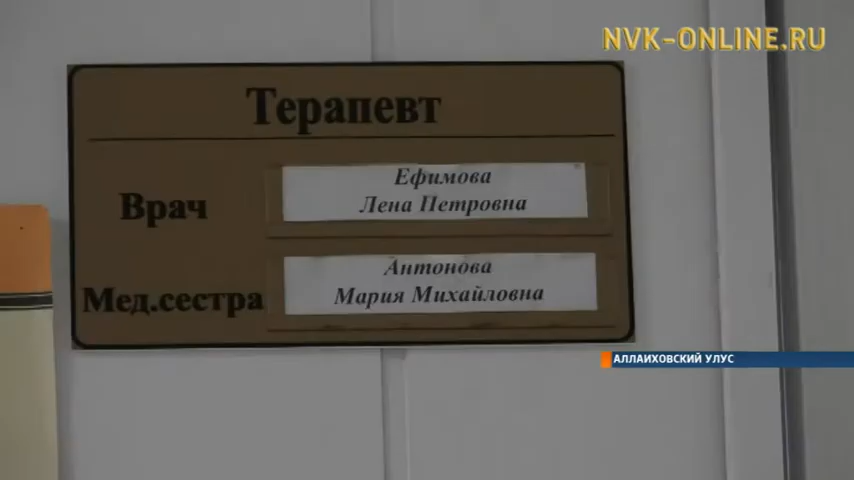 NVK-ONLINE.RU
Терапевт
Врач
Ефимова
Лена Петровна
Мед.сестра
Антонова
Мария Михайловна
АЛЛАИХОВСКИЙ УЛУС